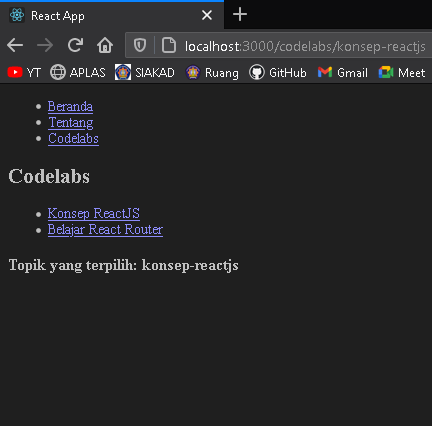 React App
localhost:3000/codelabs/konsep-reactjs
YT APLAS SIAKAD Ruang GitHub Gmail Meet
Beranda
Tentang
Codelabs
Codelabs
Konsep ReactJS
Belajar React Router
Topik yang terpilih: konsep-reactjs